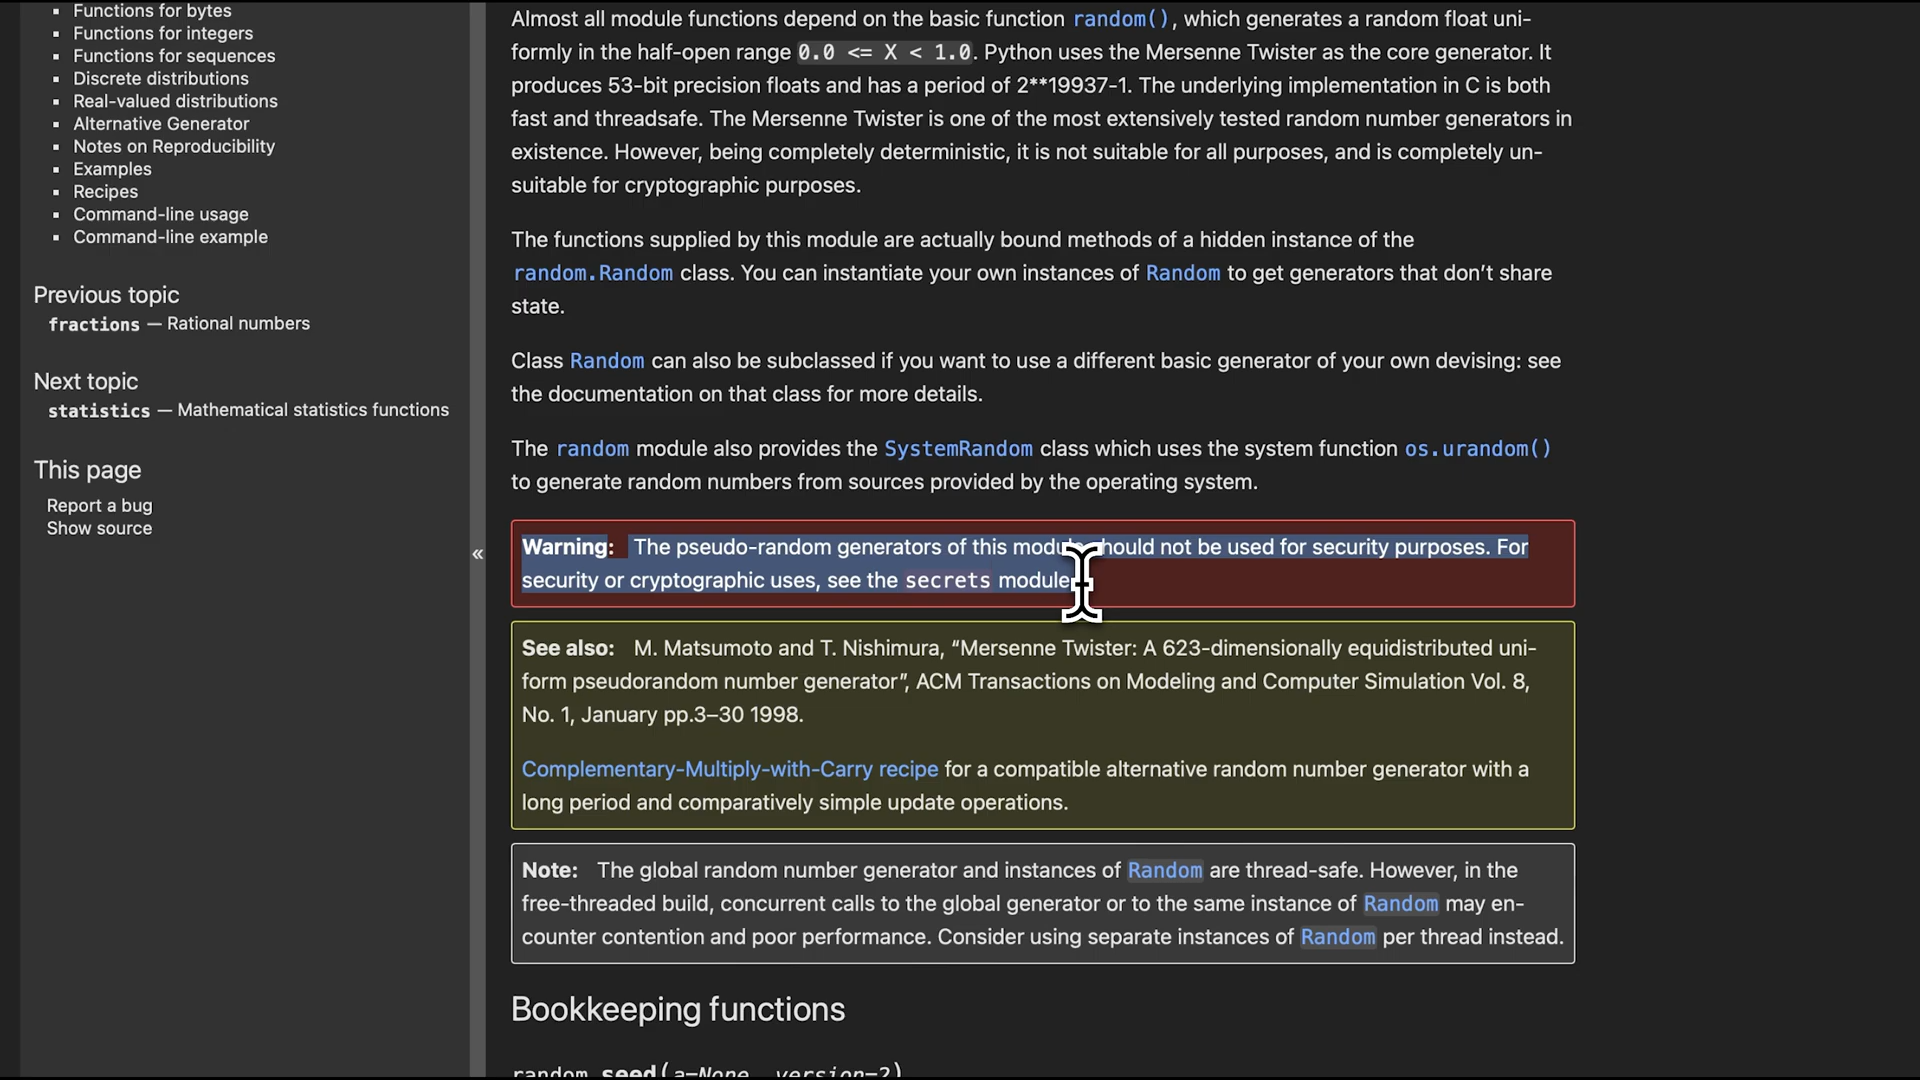 Functions for bytes
Functions for integers
Functions for sequences
Discrete distributions
Real-valued distributions
Alternative Generator
Notes on Reproducibility
Examples
Recipes
Command-line usage
Command-line example
Previous topic
fractions — Rational numbers
Next topic
statistics — Mathematical statistics functions
This page
Report a bug
Show source
«
Almost all module functions depend on the basic function random(), which generates a random float uni-
formly in the half-open range 0.0 <= X < 1.0. Python uses the Mersenne Twister as the core generator. It
produces 53-bit precision floats and has a period of 2**19937-1. The underlying implementation in C is both
fast and threadsafe. The Mersenne Twister is one of the most extensively tested random number generators in
existence. However, being completely deterministic, it is not suitable for all purposes, and is completely un-
suitable for cryptographic purposes.
The functions supplied by this module are actually bound methods of a hidden instance of the
random.Random class. You can instantiate your own instances of Random to get generators that don’t share
state.
Class Random can also be subclassed if you want to use a different basic generator of your own devising: see
the documentation on that class for more details.
The random module also provides the SystemRandom class which uses the system function os.urandom()
to generate random numbers from sources provided by the operating system.
Warning: The pseudo-random generators of this module should not be used for security purposes. For
security or cryptographic uses, see the secrets module
See also: M. Matsumoto and T. Nishimura, “Mersenne Twister: A 623-dimensionally equidistributed uni-
form pseudorandom number generator”, ACM Transactions on Modeling and Computer Simulation Vol. 8,
No. 1, January pp.3–30 1998.
Complementary-Multiply-with-Carry recipe for a compatible alternative random number generator with a
long period and comparatively simple update operations.
Note: The global random number generator and instances of Random are thread-safe. However, in the
free-threaded build, concurrent calls to the global generator or to the same instance of Random may en-
counter contention and poor performance. Consider using separate instances of Random per thread instead.
Bookkeeping functions
random.seed(a=None, version=2)